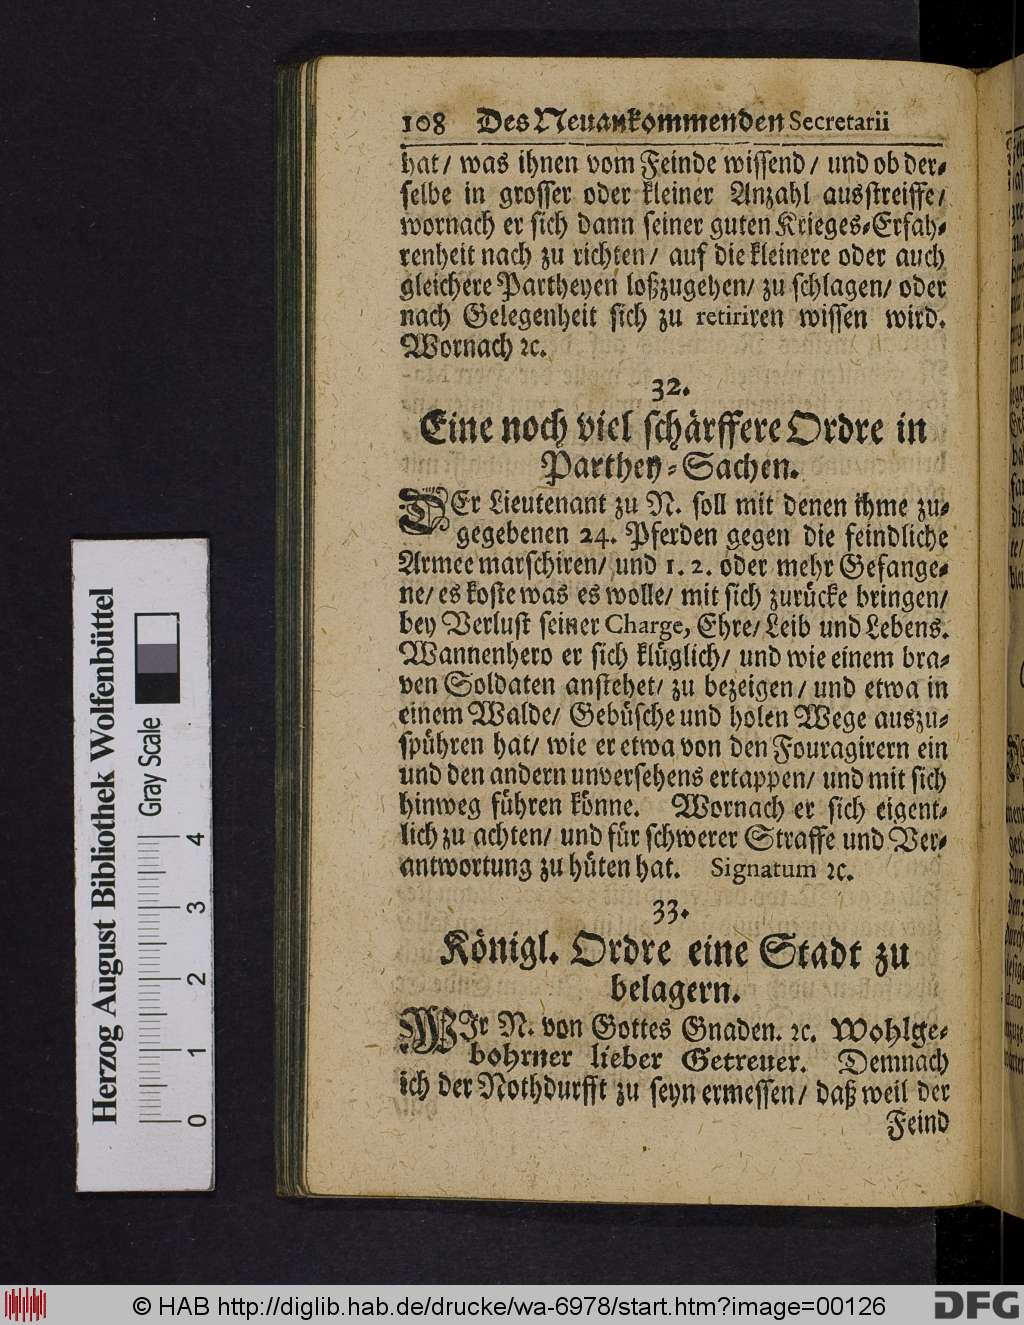 108 Des Neuankommenden Secretarii
hat/ was ihnen vom Feinde wissend/ und ob der⸗
selbe in grosser oder kleiner Anzahl ausstreiffe/
wornach er sich dann seiner guten Krieges⸗Erfah⸗
renheit nach zu richten/ auf die kleinere oder auch
gleichere Partheyen loßzugehen/ zu schlagen/ oder
nach Gelegenheit sich zu retiriren wissen wird.
Wornach ꝛc.
32.
Eine noch viel schärffere Ordre in
Parthey⸗Sachen.
DEr Lieutenant zu N. soll mit denen ihme zu⸗
gegebenen 24. Pferden gegen die feindliche
Armee marschiren/ und 1. 2. oder mehr Gefange⸗
ne/ es koste was es wolle/ mit sich zurücke bringen/
bey Verlust seiner Charge, Ehre/ Leib und Lebens.
Wannenhero er sich klüglich/ und wie einem bra⸗
ven Soldaten anstehet/ zu bezeigen/ und etwa in
einem Walde/ Gebüsche und holen Wege auszu⸗
spühren hat/ wie er etwa von den Fouragirern ein
und den andern unversehens ertappen/ und mit sich
hinweg führen könne. Wornach er sich eigent⸗
lich zu achten/ und für schwerer Straffe und Ver⸗
antwortung zu hüten hat. Signatum ꝛc.
33.
Königl. Ordre eine Stadt zu
belagern.
WIr N. von Gottes Gnaden. ꝛc. Wohlge⸗
bohrner lieber Getreuer. Demnach
ich der Nothdurfft zu seyn ermessen/ daß weil der
Feind
Herzog August Bibliothek Wolfenbüttel
Gray Scale
0 1 2 3 4
© HAB http://diglib.hab.de/drucke/wa-6978/start.htm?image=00126
DFG